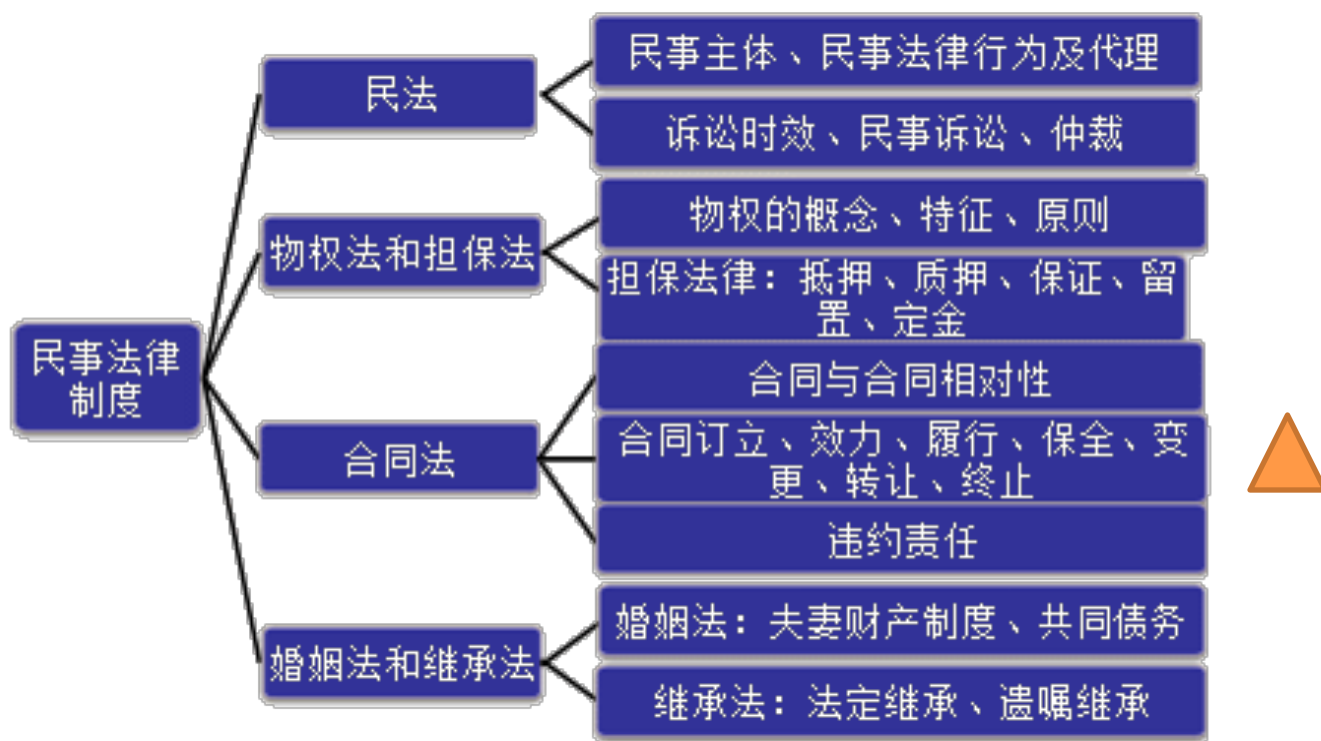 民事法律
制度
民法
民事主体、民事法律行为及代理
诉讼时效、民事诉讼、仲裁
物权法和担保法
物权的概念、特征、原则
担保法律：抵押、质押、保证、留
置、定金
合同法
合同与合同相对性
合同订立、效力、履行、保全、变
更、转让、终止
违约责任
婚姻法和继承法
婚姻法：夫妻财产制度、共同债务
继承法：法定继承、遗嘱继承